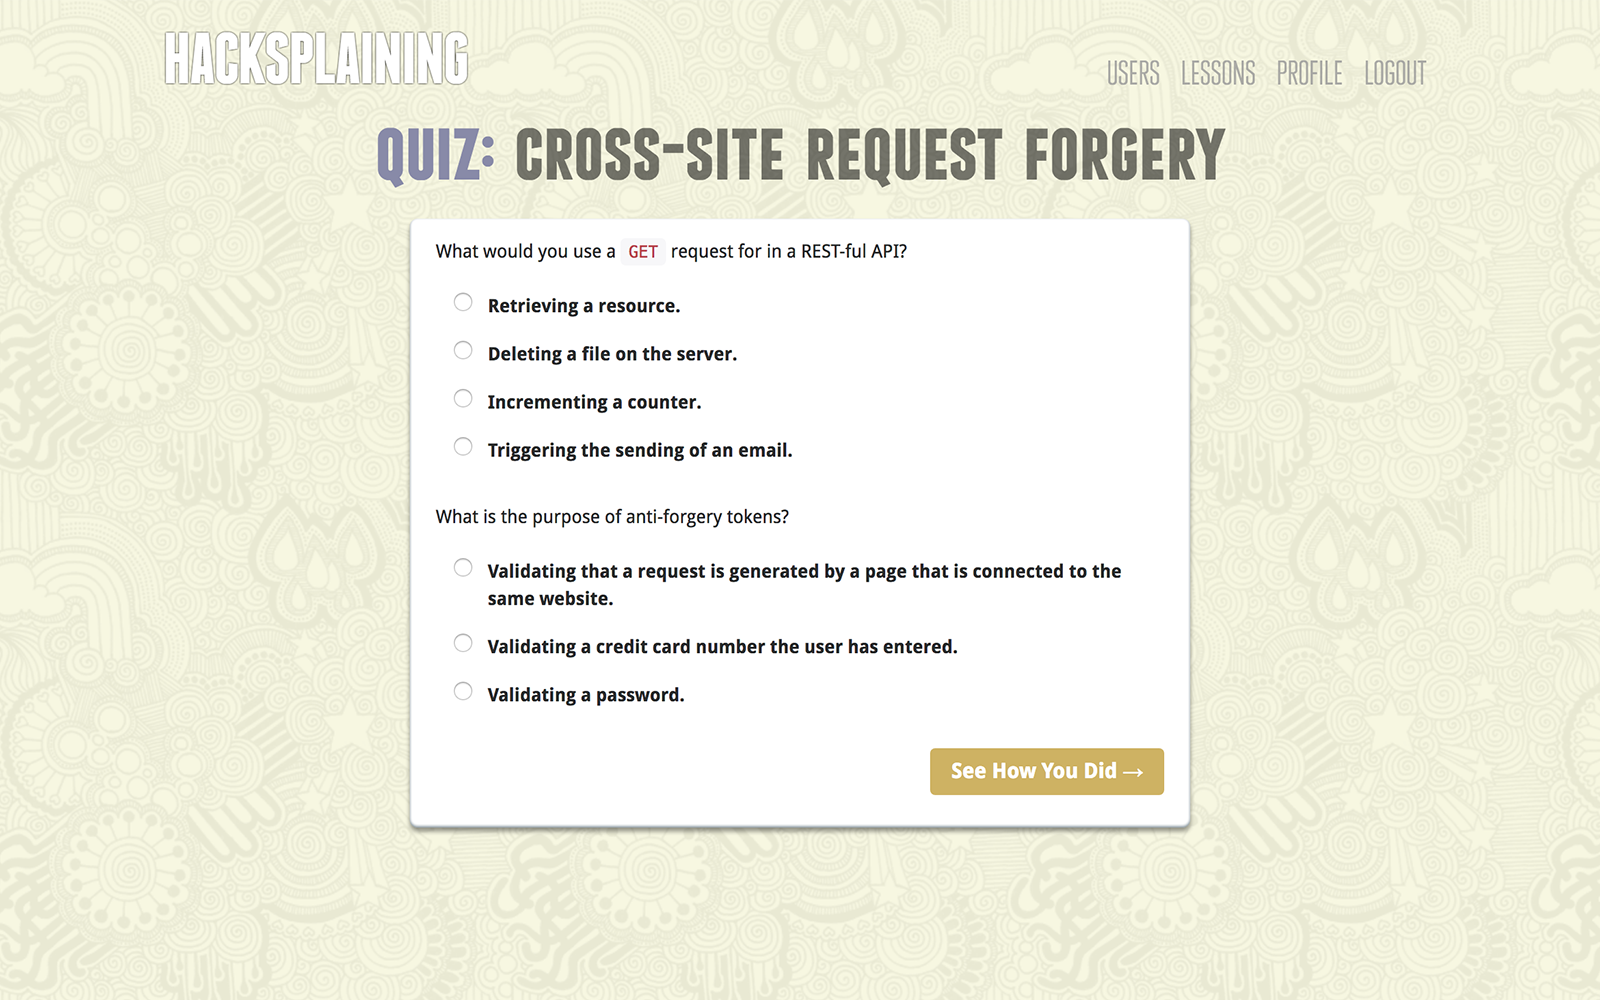 HACKSPLAINING
USERS LESSONS PROFILE LOGOUT
QUIZ: CROSS-SITE REQUEST FORGERY
What would you use a GET request for in a REST-ful API?
Retrieving a resource.
Deleting a file on the server.
Incrementing a counter.
Triggering the sending of an email.
What is the purpose of anti-forgery tokens?
Validating that a request is generated by a page that is connected to the
same website.
Validating a credit card number the user has entered.
Validating a password.
See How You Did →